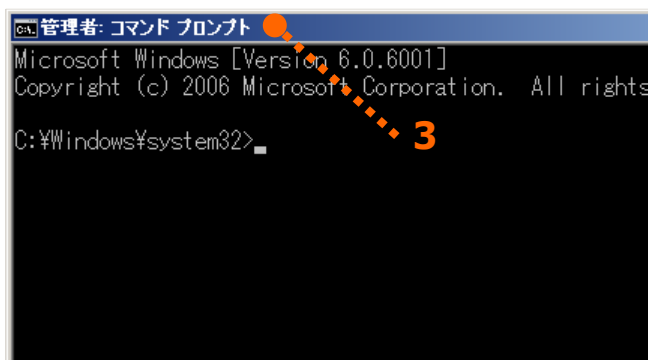 管理者: コマンド プロンプト
Microsoft Windows [Version 6.0.6001]
Copyright (c) 2006 Microsoft Corporation.  All rights
C:¥Windows¥system32>
3